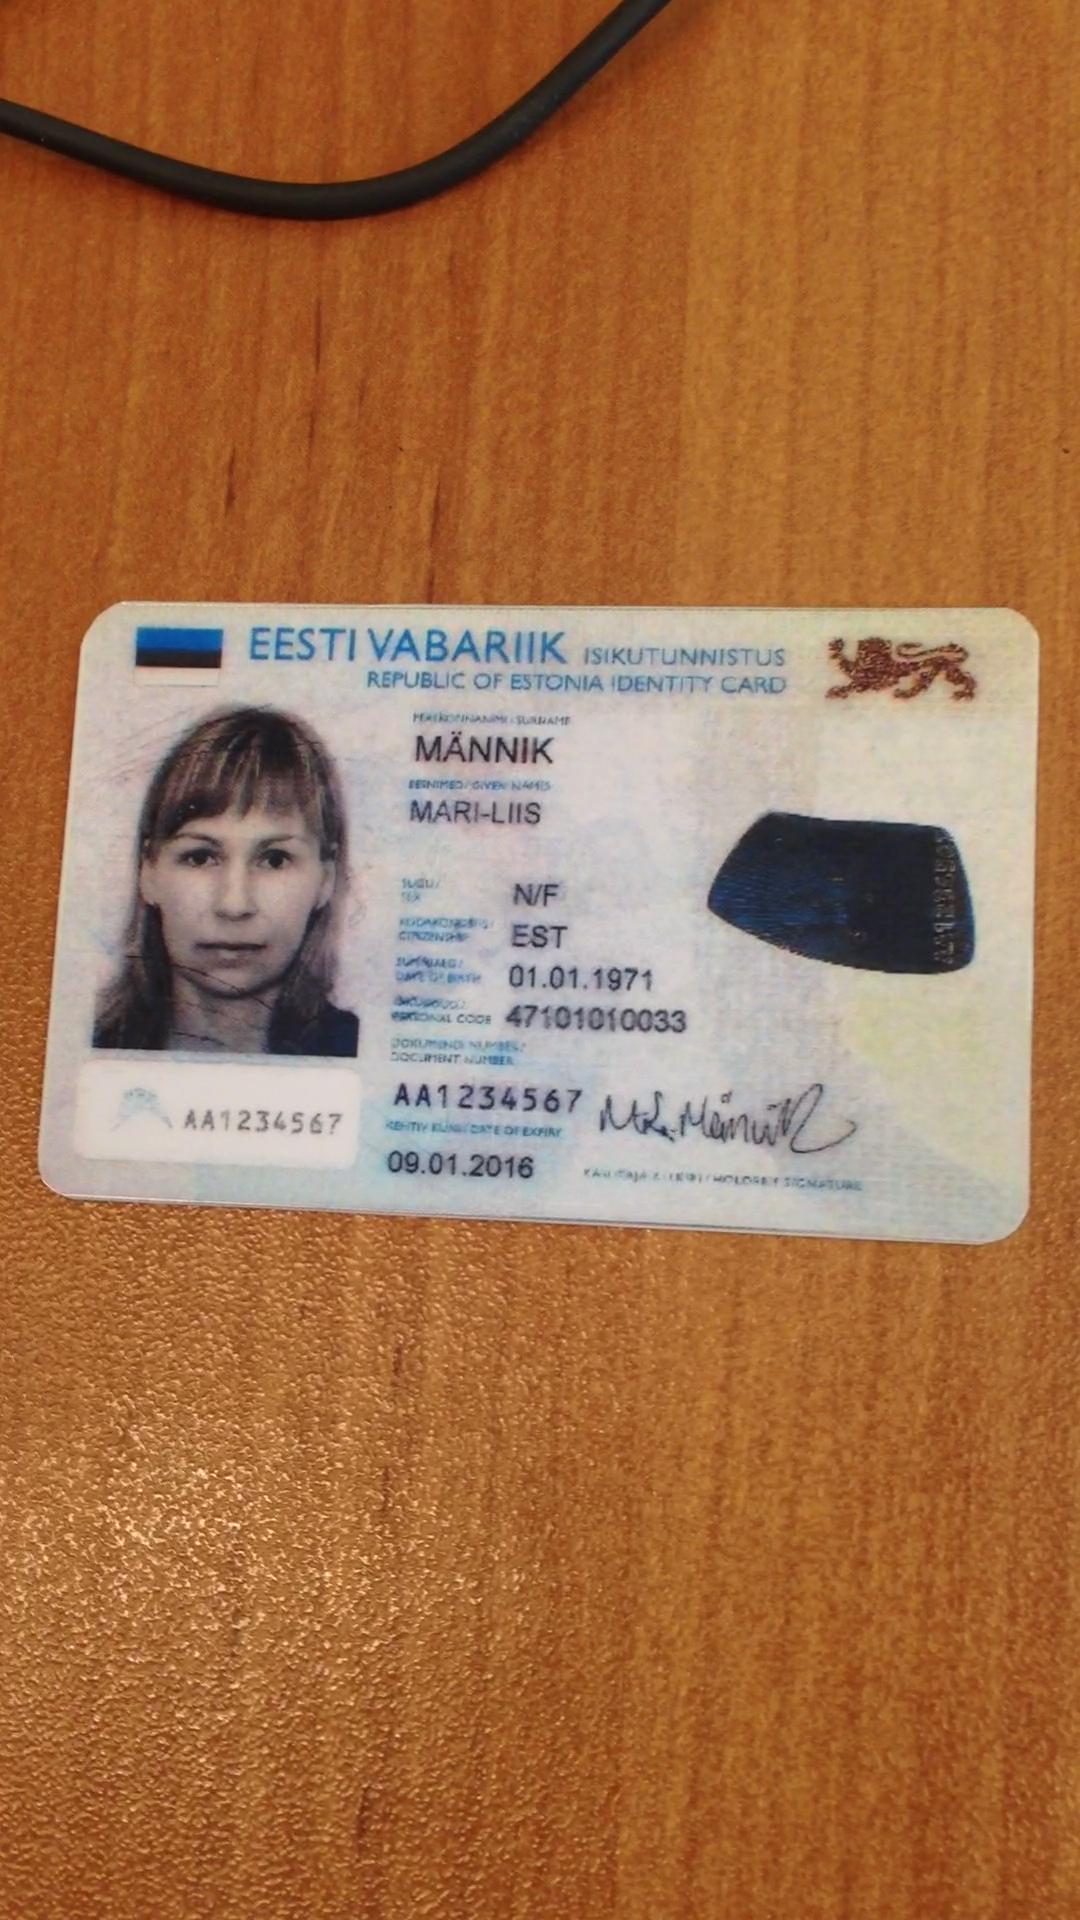 EESTI VABARIIK ISIKUTUNNISTUS
REPUBLIC OF ESTONIA IDENTITY CARD
PEREKONNANIMI / SURNAME
MÄNNIK
EESNIMED / GIVEN NAMES
MARI-LIIS
SUGU /
SEX
N/F
KODAKONDSUS /
CITIZENSHIP
EST
SÜNNIAEG /
DATE OF BIRTH
01.01.1971
ISIKUKOOD /
PERSONAL CODE
47101010033
DOKUMENDI NUMBER /
DOCUMENT NUMBER
AA1234567
AA1234567
KEHTIV KUNI / DATE OF EXPIRY
09.01.2016
M-L. Männik
KASUTAJA ALLKIRI / HOLDER'S SIGNATURE